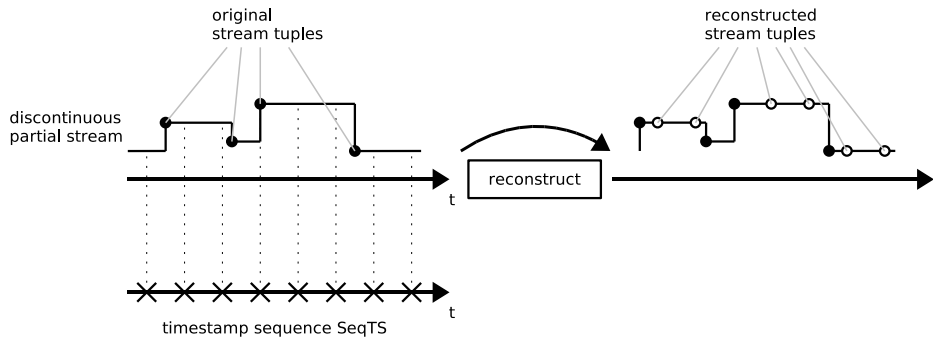 original
stream tuples
reconstructed
stream tuples
discontinuous
partial stream
reconstruct
t
t
timestamp sequence SeqTS